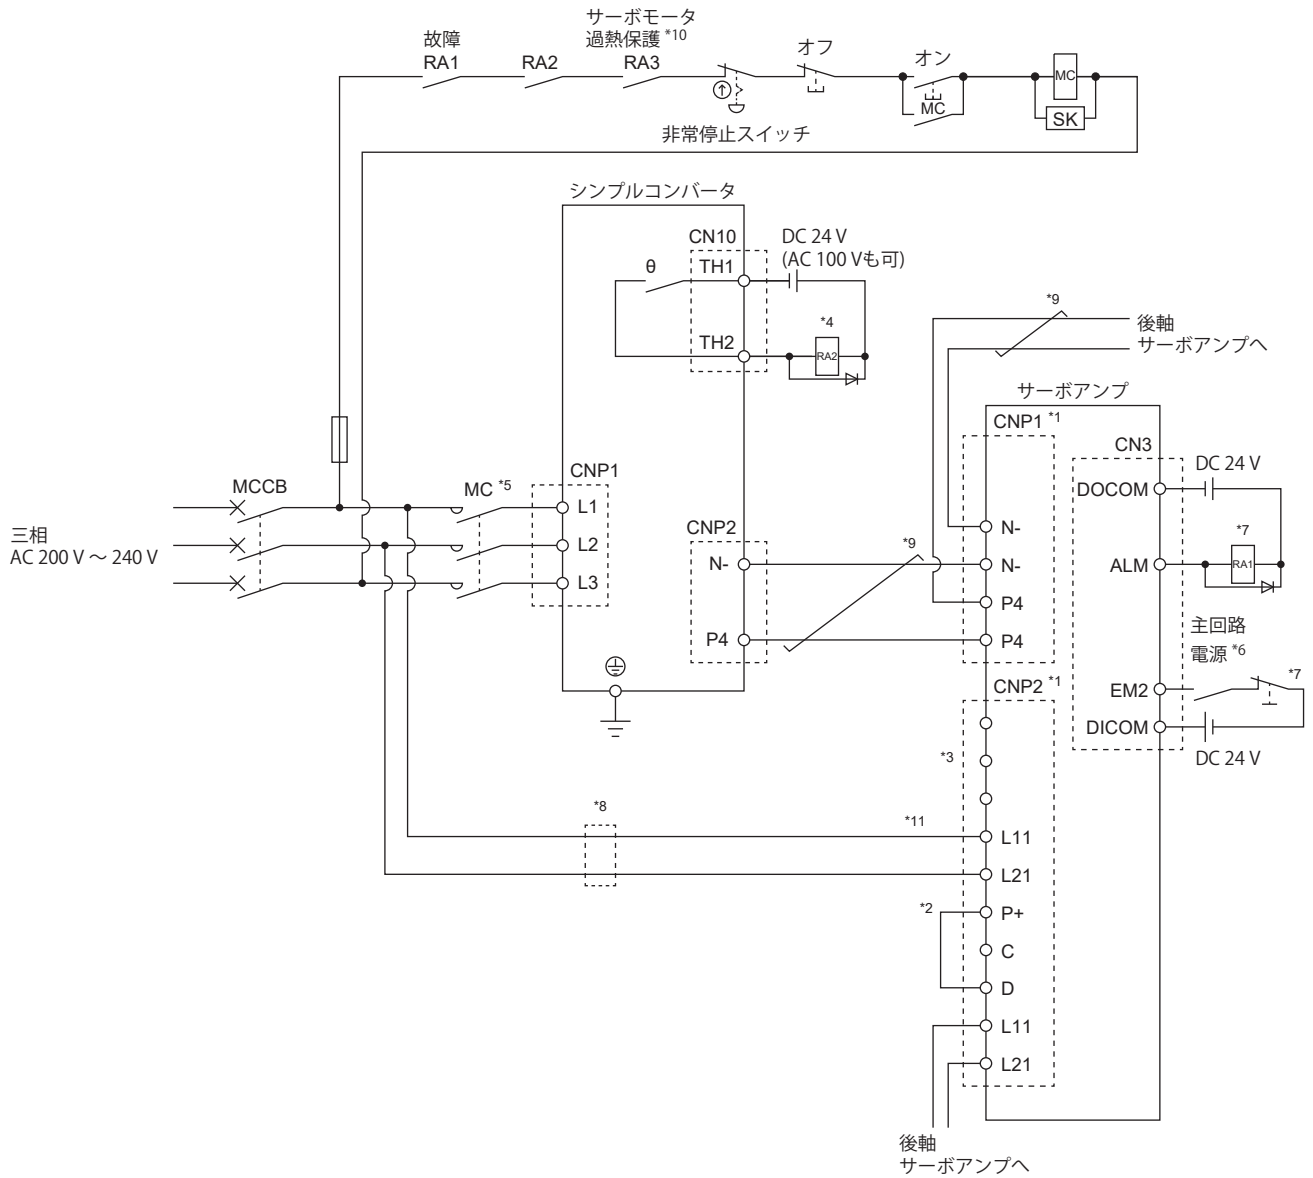 サーボモータ
過熱保護 *10
故障
RA1
RA2
RA3
オフ
オン
MC
MC
SK
非常停止スイッチ
シンプルコンバータ
CN10
DC 24 V
(AC 100 Vも可)
θ
TH1
*4
TH2
RA2
*9
後軸
サーボアンプへ
サーボアンプ
CNP1 *1
CN3
DC 24 V
CNP1
MCCB
MC *5
DOCOM
L1
CNP2
N-
*7
三相
AC 200 V ～ 240 V
L2
*9
N-
N-
ALM
RA1
L3
P4
主回路
電源 *6
P4
P4
CNP2 *1
EM2
*7
DICOM
DC 24 V
*3
*8
*11
L11
L21
*2
P+
C
D
L11
L21
後軸
サーボアンプへ